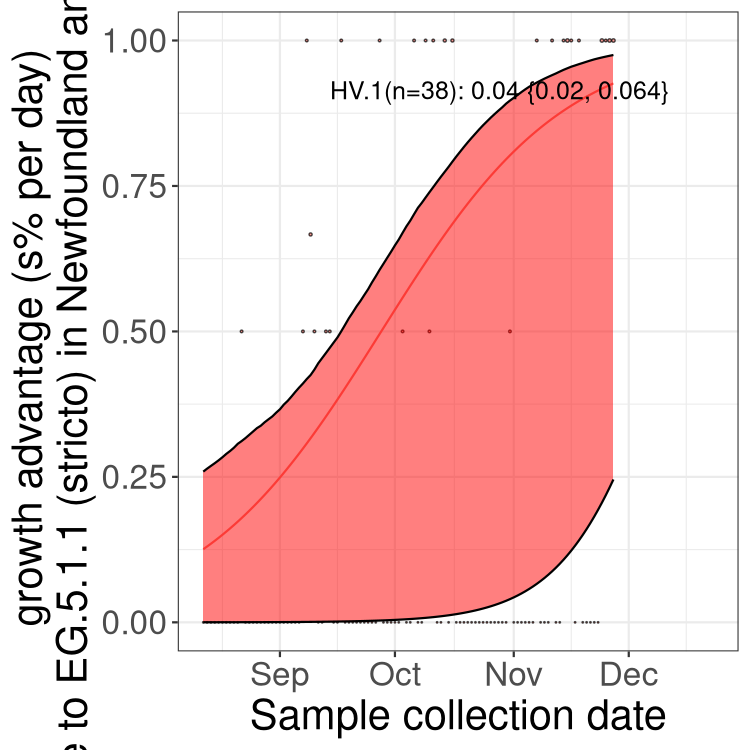 growth advantage (s% per day)
to EG.5.1.1 (stricto) in Newfoundland
1.00
0.75
0.50
0.25
0.00
HV.1(n=38): 0.04 {0.02, 0.064}
Sep Oct Nov Dec
Sample collection date